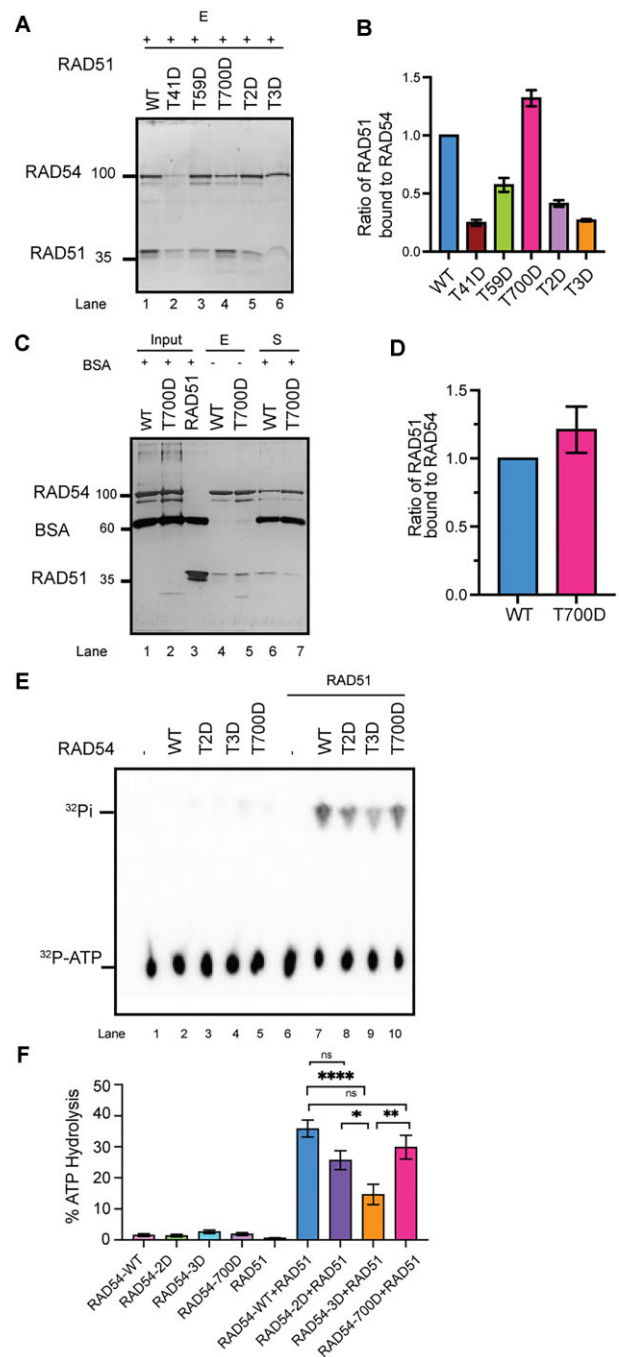 A
E
+ + + + + +
RAD51
WT T41D T59D T700D T2D T3D
RAD54 100
RAD51 35
Lane 1 2 3 4 5 6
B
Ratio of RAD51
bound to RAD54
1.5
1.0
0.5
0.0
WT T41D T59D T700D T2D T3D
C
Input E S
BSA + + + - - + +
WT T700D RAD51 WT T700D WT T700D
RAD54 100
BSA 60
RAD51 35
Lane 1 2 3 4 5 6 7
D
Ratio of RAD51
bound to RAD54
1.5
1.0
0.5
0.0
WT T700D
E
RAD51
RAD54 - WT T2D T3D T700D - WT T2D T3D T700D
32Pi
32P-ATP
Lane 1 2 3 4 5 6 7 8 9 10
F
% ATP Hydrolysis
50
40
30
20
10
0
ns
****
ns
* **
RAD54-WT RAD54-2D RAD54-3D RAD54-700D RAD51 RAD54-WT+RAD51 RAD54-2D+RAD51 RAD54-3D+RAD51 RAD54-700D+RAD51